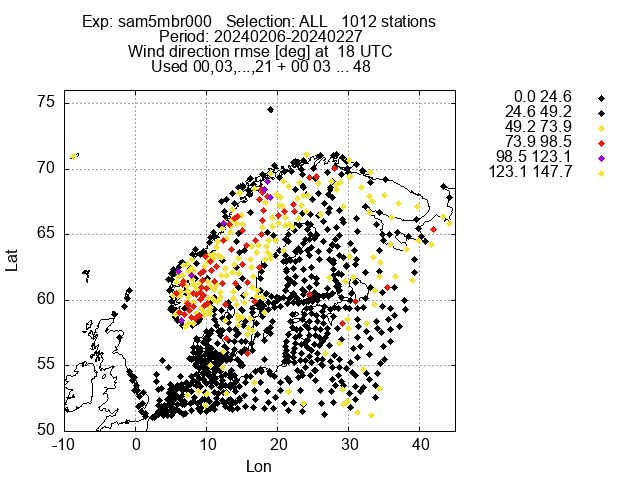 Exp: sam5mbr000 Selection: ALL 1012 stations
Period: 20240206-20240227
Wind direction rmse [deg] at 18 UTC
Used 00,03,...,21 + 00 03 ... 48
0.0 24.6
24.6 49.2
49.2 73.9
73.9 98.5
98.5 123.1
123.1 147.7
75
70
65
60
55
50
Lat
-10 0 10 20 30 40
Lon